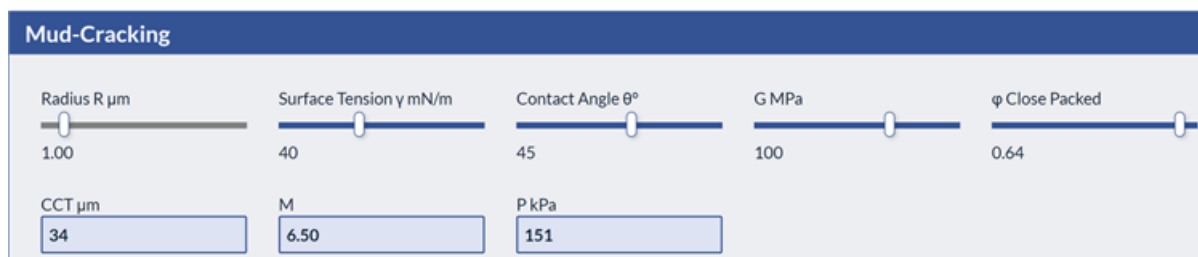 Mud-Cracking
Radius R μm Surface Tension γ mN/m Contact Angle θ° G MPa φ Close Packed
1.00 40 45 100 0.64
CCT μm M P kPa
34 6.50 151